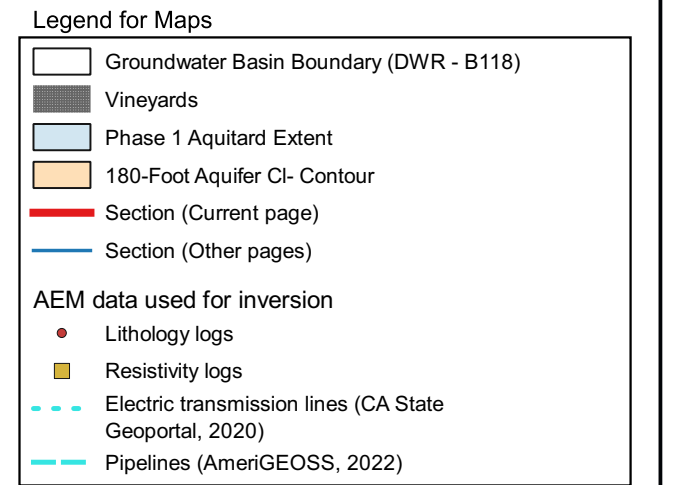 Legend for Maps
Groundwater Basin Boundary (DWR - B118)
Vineyards
Phase 1 Aquitard Extent
180-Foot Aquifer Cl- Contour
Section (Current page)
Section (Other pages)
AEM data used for inversion
Lithology logs
Resistivity logs
Electric transmission lines (CA State
Geoportal, 2020)
Pipelines (AmeriGEOSS, 2022)